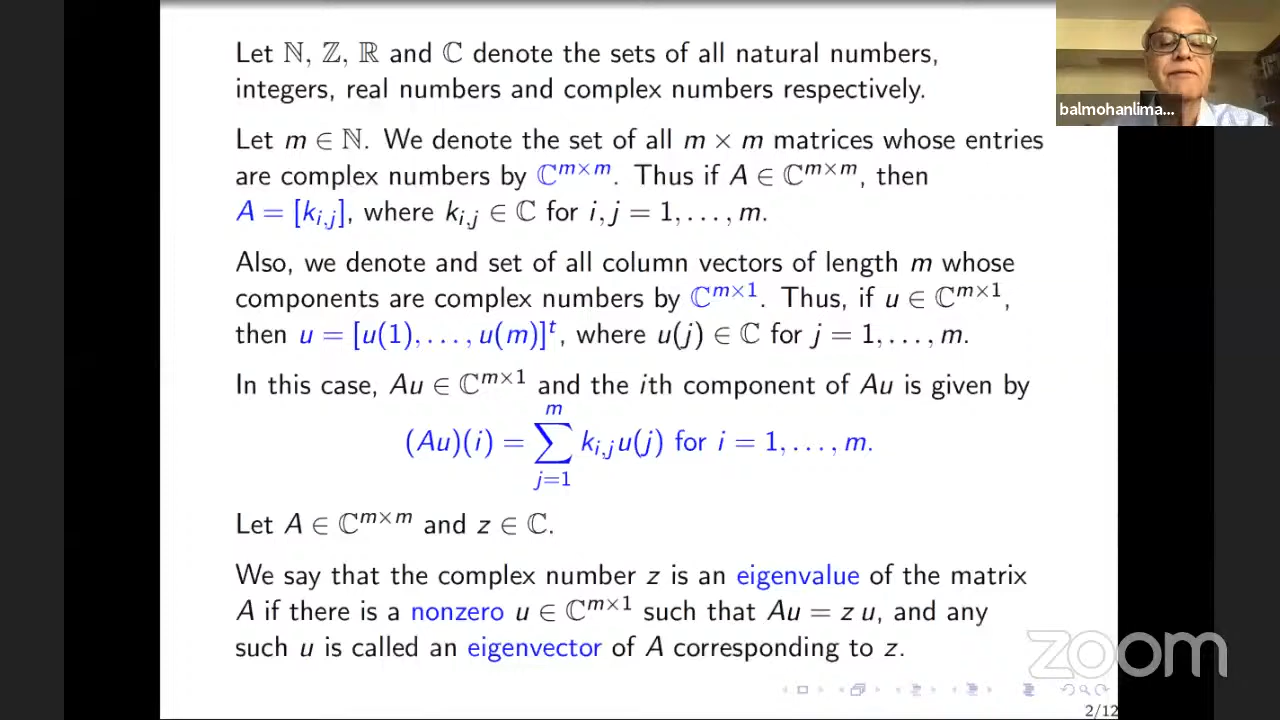 Let ℕ, ℤ, ℝ and ℂ denote the sets of all natural numbers,
integers, real numbers and complex numbers respectively.
Let m ∈ ℕ. We denote the set of all m × m matrices whose entries
are complex numbers by ℂ^{m×m}. Thus if A ∈ ℂ^{m×m}, then
A = [k_{i,j}], where k_{i,j} ∈ ℂ for i, j = 1, . . . , m.
Also, we denote and set of all column vectors of length m whose
components are complex numbers by ℂ^{m×1}. Thus, if u ∈ ℂ^{m×1},
then u = [u(1), . . . , u(m)]^t, where u(j) ∈ ℂ for j = 1, . . . , m.
In this case, Au ∈ ℂ^{m×1} and the ith component of Au is given by
(Au)(i) = ∑_{j=1}^{m} k_{i,j} u(j) for i = 1, . . . , m.
Let A ∈ ℂ^{m×m} and z ∈ ℂ.
We say that the complex number z is an eigenvalue of the matrix
A if there is a nonzero u ∈ ℂ^{m×1} such that Au = z u, and any
such u is called an eigenvector of A corresponding to z.
2/12
balmohanlima...
zoom